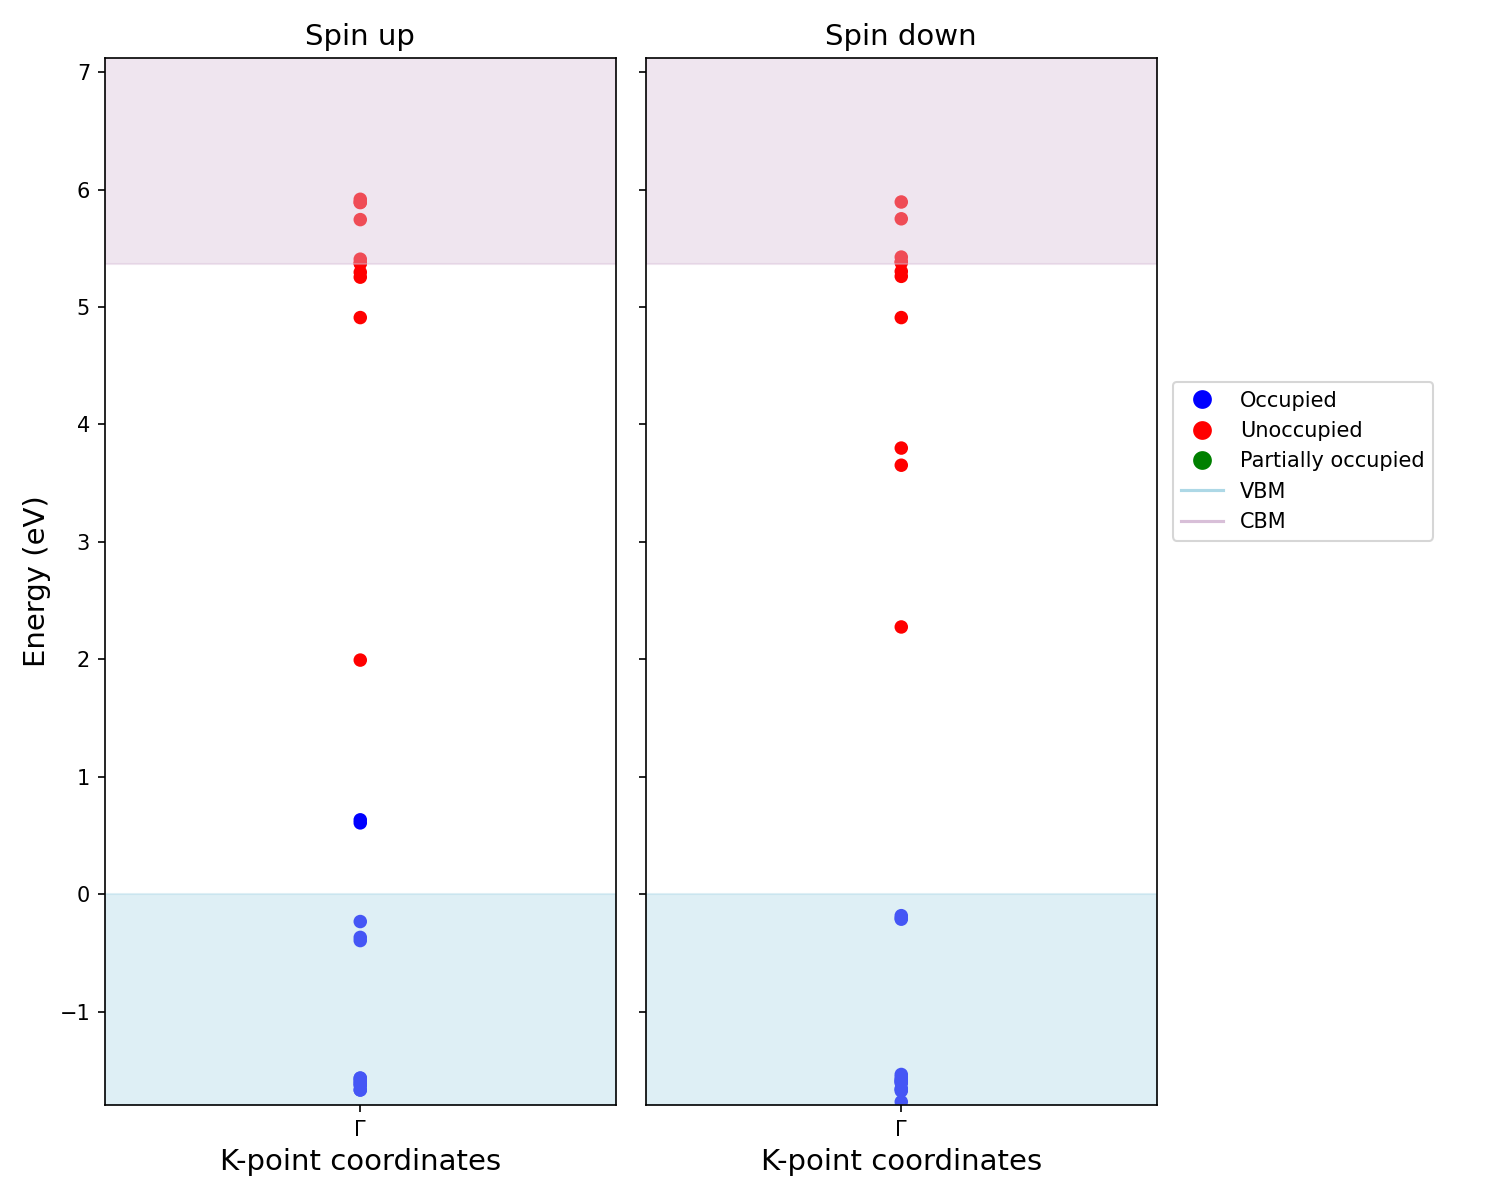 Spin up
Spin down
7
6
5
4
3
2
1
0
−1
Energy (eV)
Γ
Γ
K-point coordinates
K-point coordinates
Occupied
Unoccupied
Partially occupied
VBM
CBM